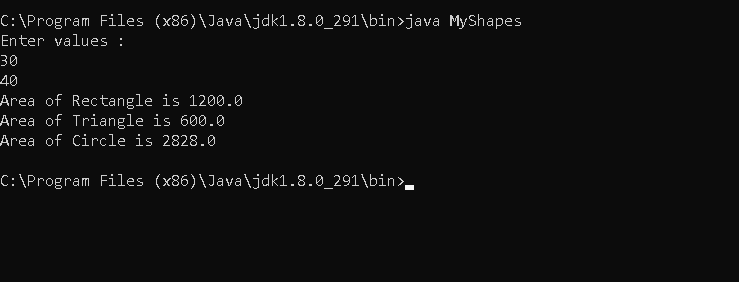 C:\Program Files (x86)\Java\jdk1.8.0_291\bin>java MyShapes
Enter values :
30
40
Area of Rectangle is 1200.0
Area of Triangle is 600.0
Area of Circle is 2828.0
C:\Program Files (x86)\Java\jdk1.8.0_291\bin>